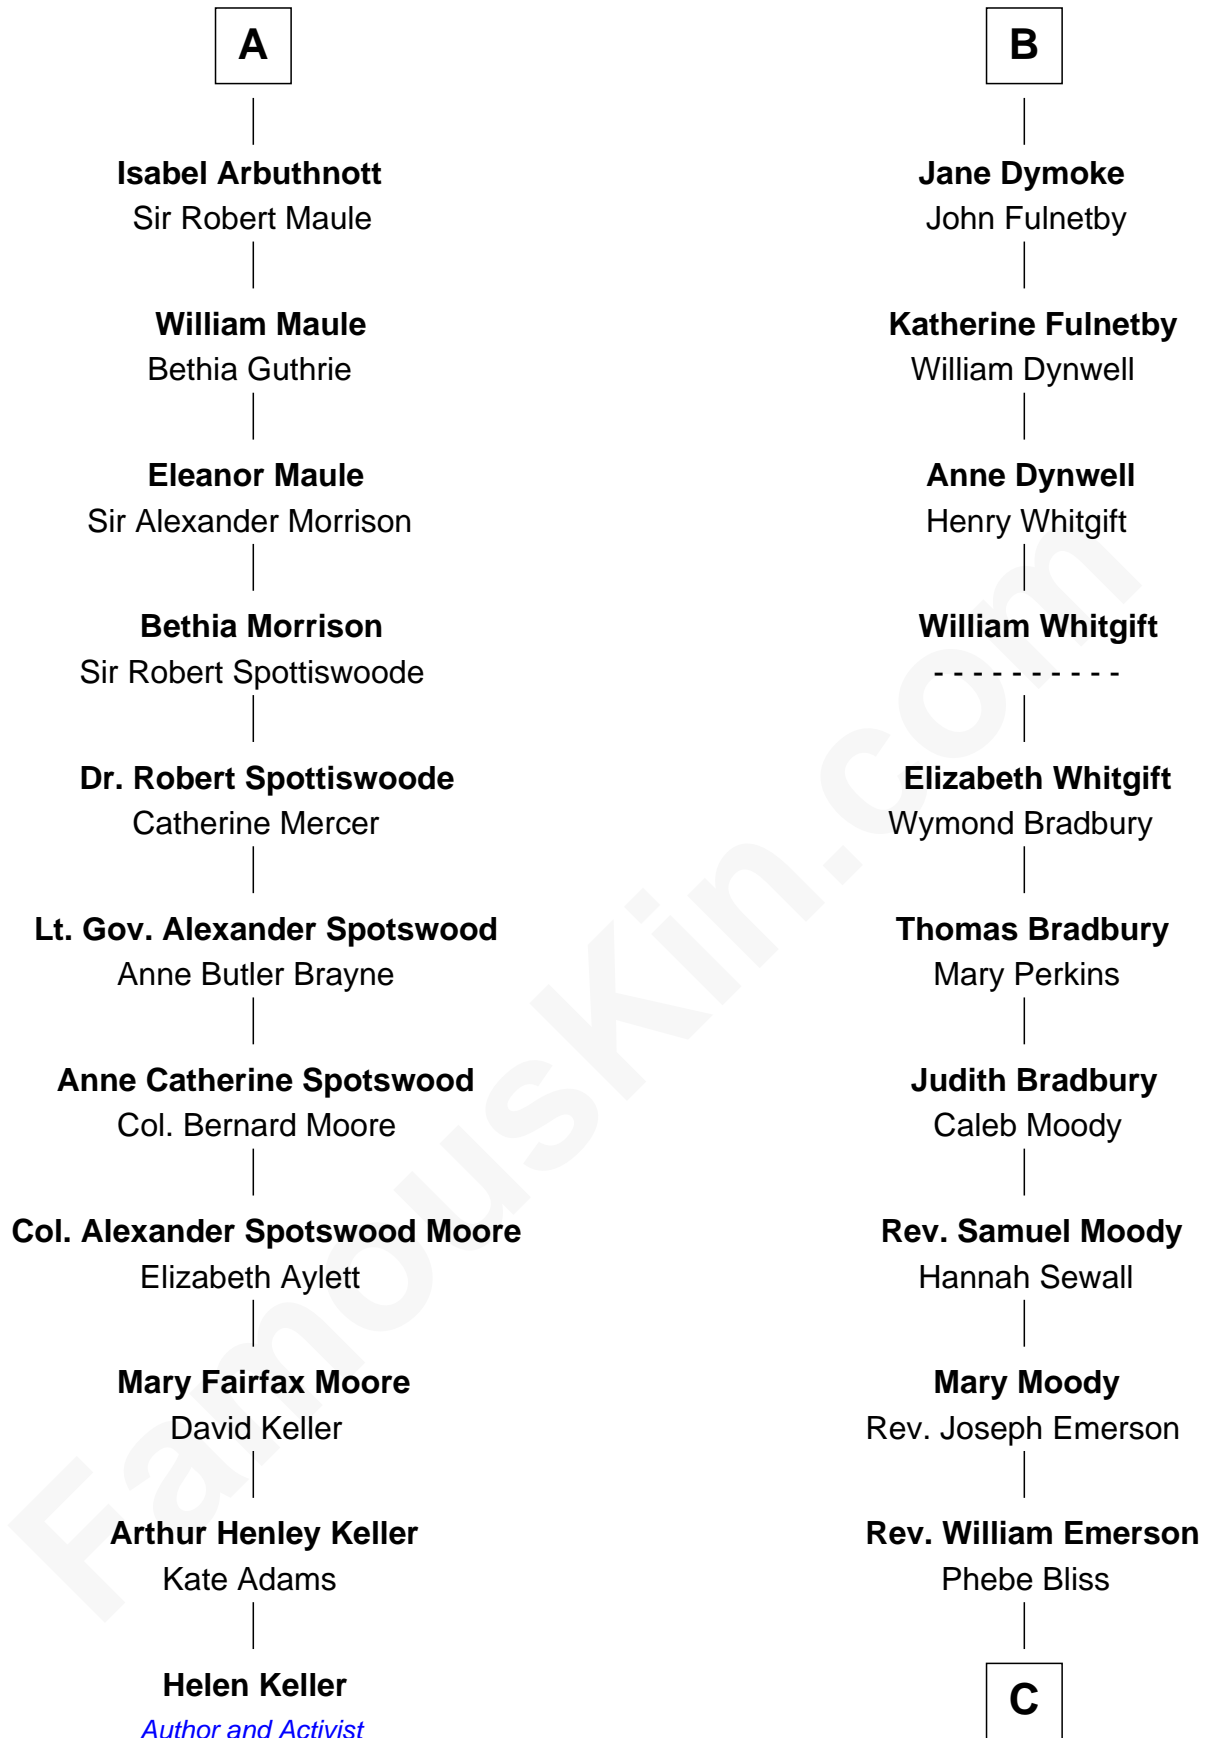 A
Isabel Arbuthnott
Sir Robert Maule
William Maule
Bethia Guthrie
Eleanor Maule
Sir Alexander Morrison
Bethia Morrison
Sir Robert Spottiswoode
Dr. Robert Spottiswoode
Catherine Mercer
Lt. Gov. Alexander Spotswood
Anne Butler Brayne
Anne Catherine Spotswood
Col. Bernard Moore
Col. Alexander Spotswood Moore
Elizabeth Aylett
Mary Fairfax Moore
David Keller
Arthur Henley Keller
Kate Adams
Helen Keller
Author and Activist
B
Jane Dymoke
John Fulnetby
Katherine Fulnetby
William Dynwell
Anne Dynwell
Henry Whitgift
William Whitgift
- - - - - - - - - -
Elizabeth Whitgift
Wymond Bradbury
Thomas Bradbury
Mary Perkins
Judith Bradbury
Caleb Moody
Rev. Samuel Moody
Hannah Sewall
Mary Moody
Rev. Joseph Emerson
Rev. William Emerson
Phebe Bliss
C
FamousKin.com